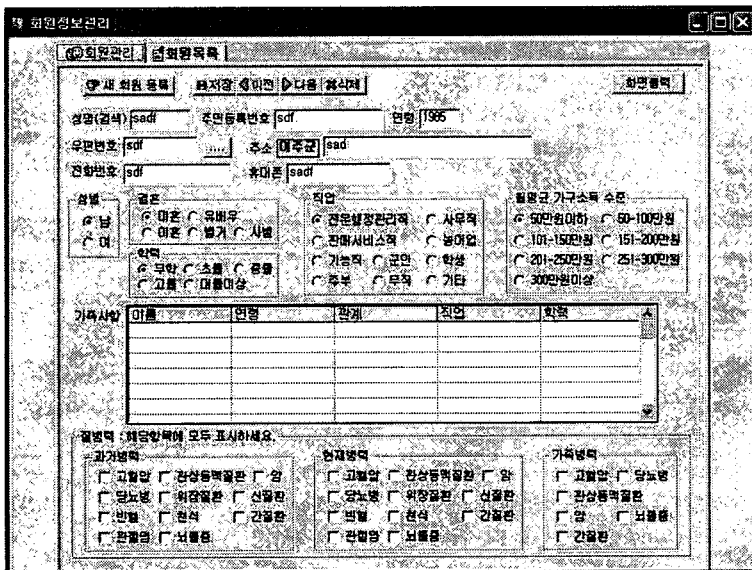 회원정보관리
회원관리 회원목록
새 회원 등록 저장 이전 다음 삭제 화면출력
성명(검색) sadf 주민등록번호 sdf 연령 1985
우편번호 sdf .... 주소 여주군 sad
전화번호 sdf 휴대폰 sadf
성별 결혼 직업 월평균 가구소득 수준
남 미혼 유배우 전문행정관리직 사무직 50만원이하 50-100만원
여 이혼 별거 사별 판매서비스직 농어업 101-150만원 151-200만원
학력 기능직 군인 학생 201-250만원 251-300만원
무학 초졸 중졸 주부 무직 기타 300만원이상
고졸 대졸이상
가족사항 이름 연령 관계 직업 학력
질병력 : 해당항목에 모두 표시하세요.
과거병력 현재병력 가족병력
고혈압 관상동맥질환 암 고혈압 관상동맥질환 암 고혈압 당뇨병
당뇨병 위장질환 신질환 당뇨병 위장질환 신질환 관상동맥질환
빈혈 천식 간질환 빈혈 천식 간질환 암 뇌졸중
관절염 뇌졸중 관절염 뇌졸중 간질환